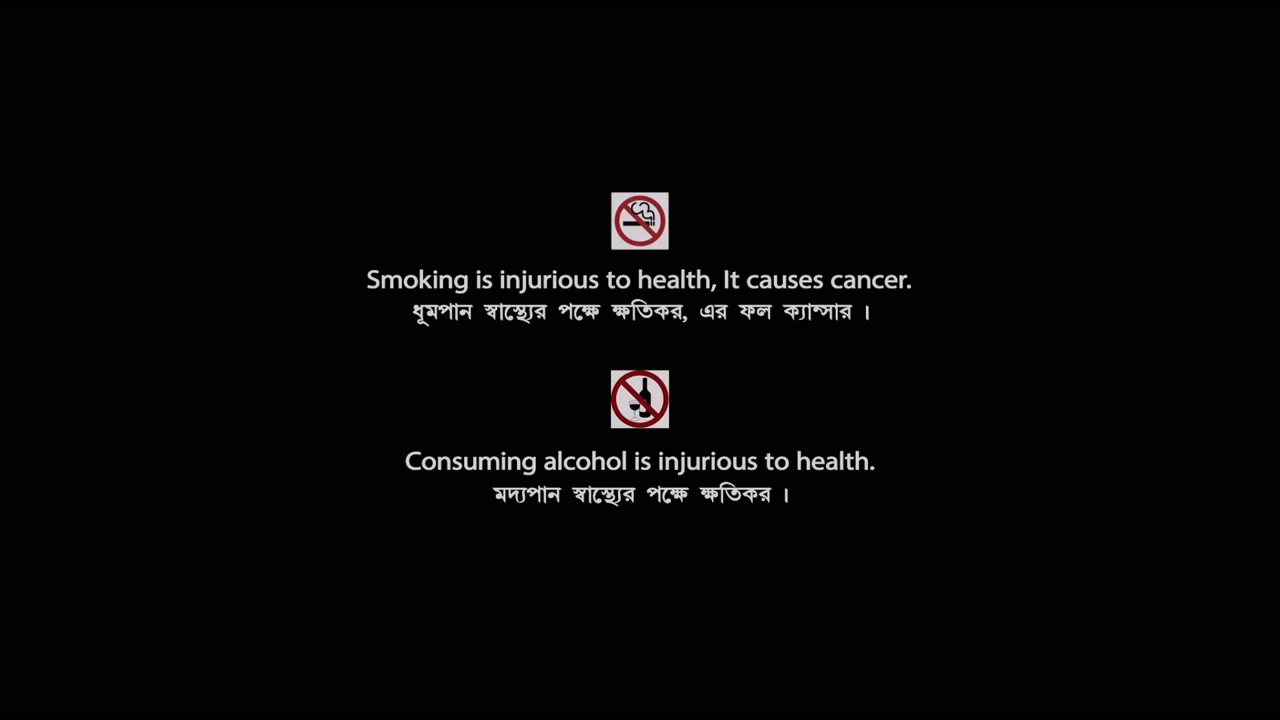 Smoking is injurious to health, It causes cancer.
ধূমপান স্বাস্থ্যের পক্ষে ক্ষতিকর, এর ফল ক্যান্সার ।
Consuming alcohol is injurious to health.
মদ্যপান স্বাস্থ্যের পক্ষে ক্ষতিকর ।